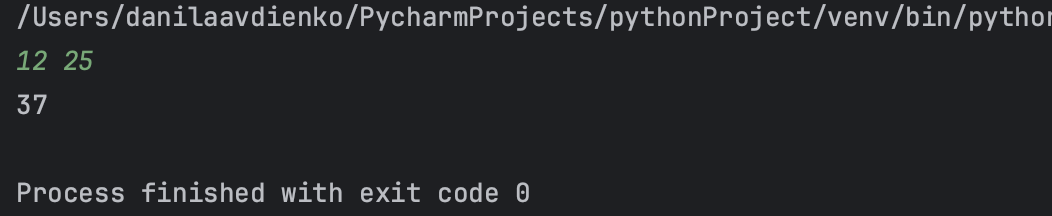 /Users/danilaavdienko/PycharmProjects/pythonProject/venv/bin/python
12 25
37
Process finished with exit code 0